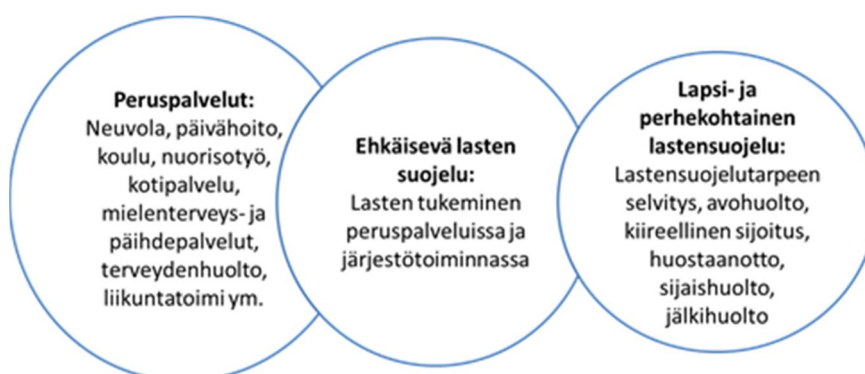 Peruspalvelut:
Neuvola, päivähoito,
koulu, nuorisotyö,
kotipalvelu,
mielenterveys- ja
päihdepalvelut,
terveydenhuolto,
liikuntatoimi ym.
Ehkäisevä lasten
suojelu:
Lasten tukeminen
peruspalveluissa ja
järjestötoiminnassa
Lapsi- ja
perhekohtainen
lastensuojelu:
Lastensuojelutarpeen
selvitys, avohuolto,
kiireellinen sijoitus,
huostaanotto,
sijaishuolto,
jälkihuolto